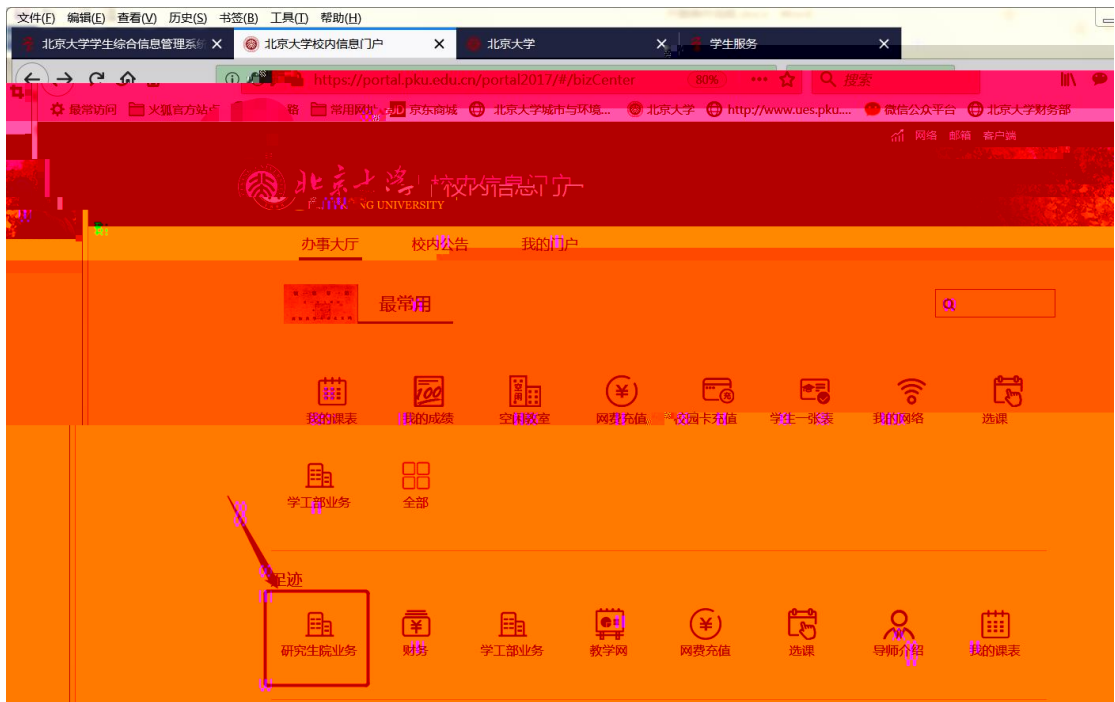 文件(F) 编辑(E) 查看(V) 历史(S) 书签(B) 工具(T) 帮助(H)
北京大学学生综合信息管理系统 北京大学校内信息门户 北京大学 学生服务
https://portal.pku.edu.cn/portal2017/#/bizCenter 80% 搜索
最常访问 火狐官方站点 常用网址 JD 京东商城 北京大学城市与环境... 北京大学 http://www.ues.pku.... 微信公众平台 北京大学财务部
网络 邮箱 客户端
北京大学 校内信息门户
UNIVERSITY
办事大厅 校内公告 我的门户
最常用
我的课表 我的成绩 空闲教室 网费充值 校园卡充值 学生一张表 我的网络 选课
学工部业务 全部
足迹
研究生院业务 财务 学工部业务 教学网 网费充值 选课 导师介绍 我的课表